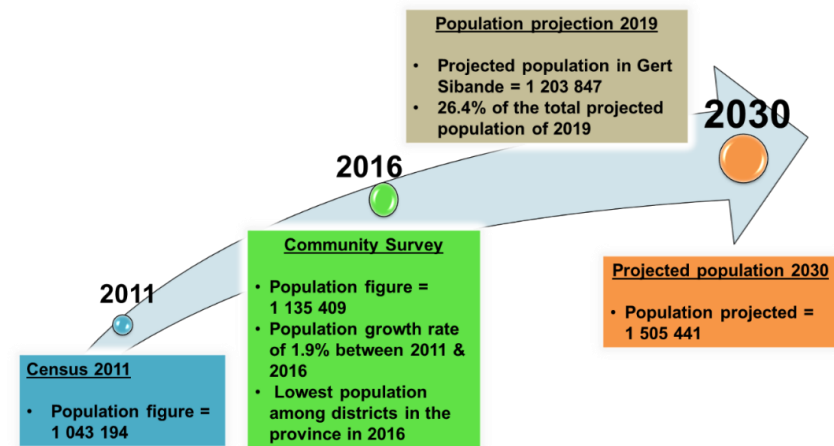 Population projection 2019
• Projected population in Gert
Sibande = 1 203 847
• 26.4% of the total projected
population of 2019
2030
2016
Community Survey
• Population figure =
1 135 409
• Population growth rate
of 1.9% between 2011 &
2016
• Lowest population
among districts in the
province in 2016
Projected population 2030
• Population projected =
1 505 441
2011
Census 2011
• Population figure =
1 043 194